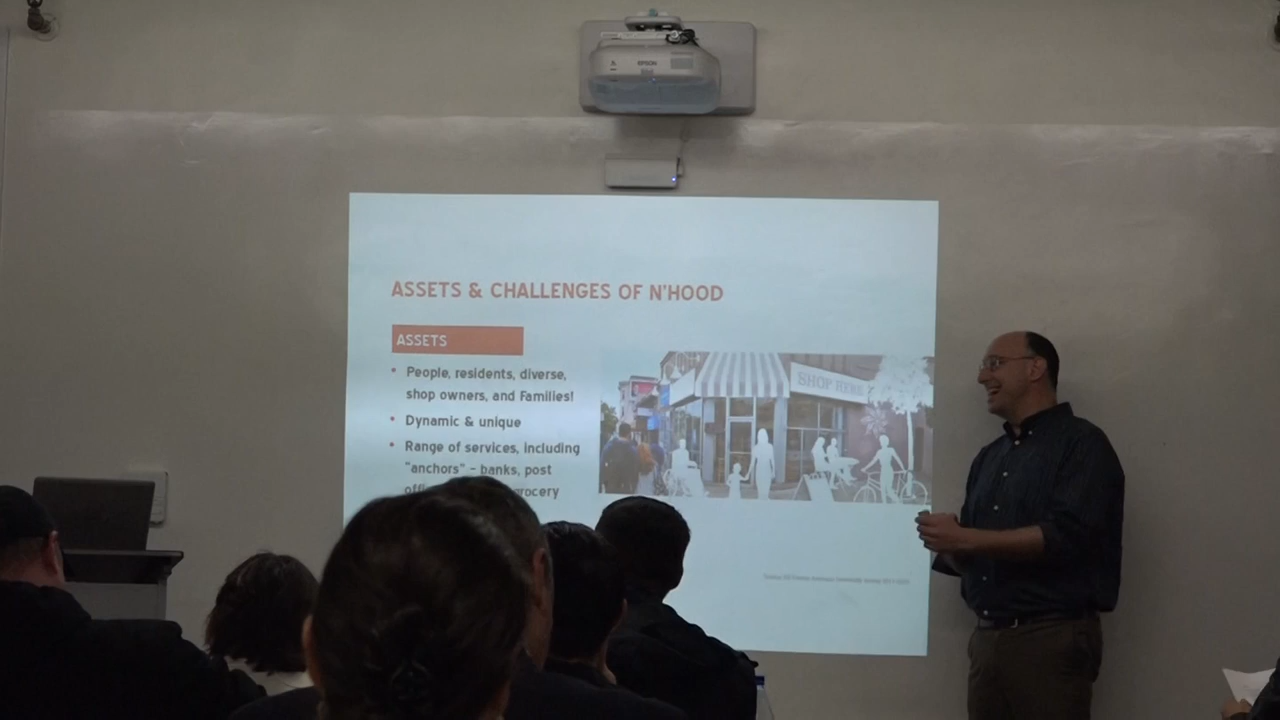 EPSON
ASSETS & CHALLENGES OF N'HOOD
ASSETS
• People, residents, diverse,
shop owners, and Families!
• Dynamic & unique
• Range of services, including
"anchors" – banks, post
grocery
SHOP HERE